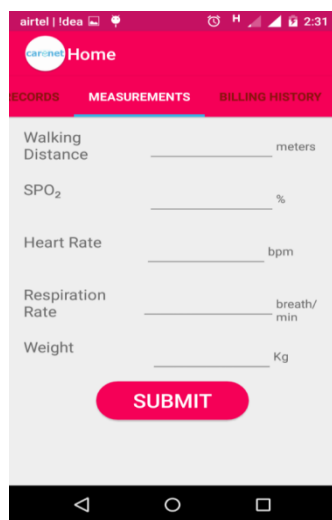 airtel | !dea H 2:31
carenet Home
ECORDS MEASUREMENTS BILLING HISTORY
Walking
Distance meters
SPO₂ %
Heart Rate bpm
Respiration
Rate breath/
min
Weight Kg
SUBMIT